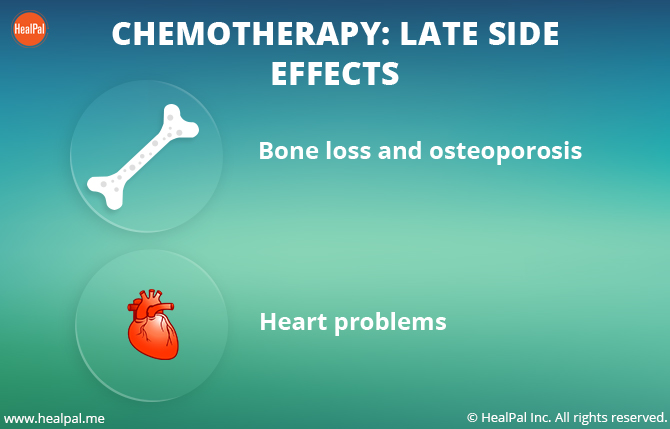 HealPal
CHEMOTHERAPY: LATE SIDE
EFFECTS
Bone loss and osteoporosis
Heart problems
www.healpal.me
© HealPal Inc. All rights reserved.